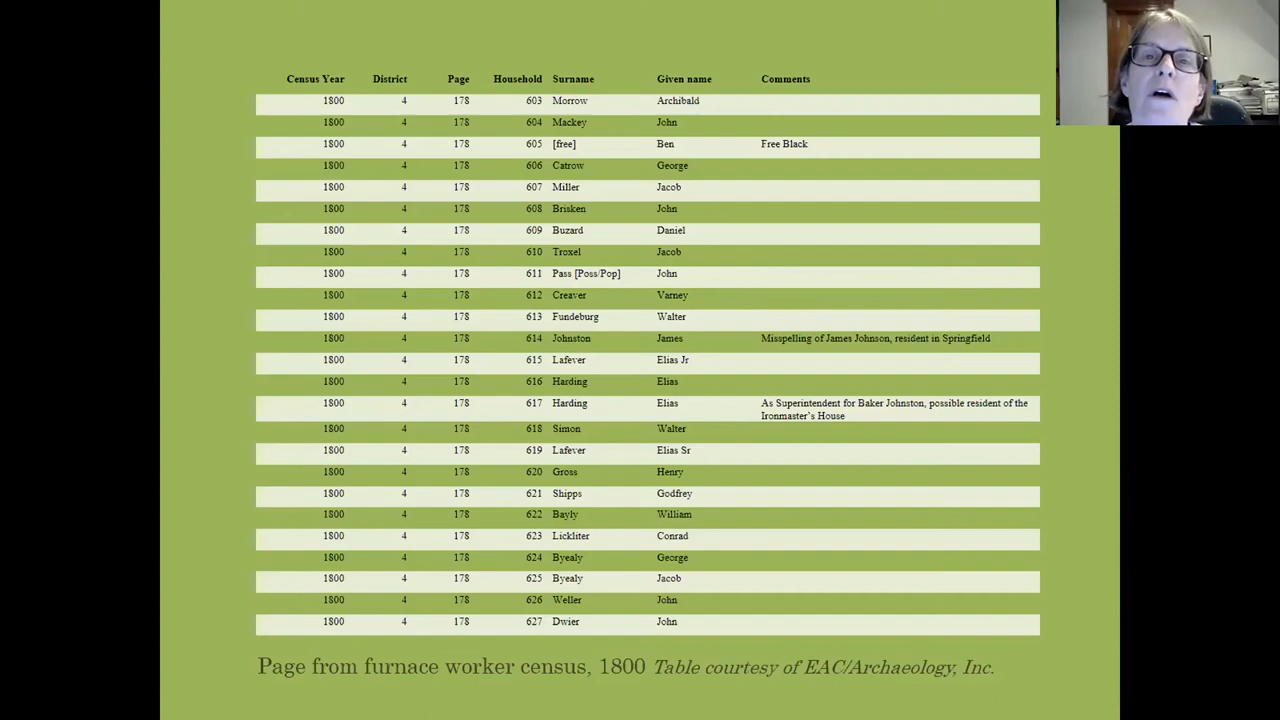 Census Year District Page Household Surname Given name Comments
1800 4 178 603 Morrow Archibald
1800 4 178 604 Mackey John
1800 4 178 605 [free] Ben Free Black
1800 4 178 606 Catrow George
1800 4 178 607 Miller Jacob
1800 4 178 608 Brisken John
1800 4 178 609 Buzard Daniel
1800 4 178 610 Troxel Jacob
1800 4 178 611 Pass [Poss/Pop] John
1800 4 178 612 Creaver Varney
1800 4 178 613 Fundeburg Walter
1800 4 178 614 Johnston James Misspelling of James Johnson, resident in Springfield
1800 4 178 615 Lafever Elias Jr
1800 4 178 616 Harding Elias
1800 4 178 617 Harding Elias As Superintendent for Baker Johnston, possible resident of the
Ironmaster's House
1800 4 178 618 Simon Walter
1800 4 178 619 Lafever Elias Sr
1800 4 178 620 Gross Henry
1800 4 178 621 Shipps Godfrey
1800 4 178 622 Bayly William
1800 4 178 623 Lickliter Conrad
1800 4 178 624 Byealy George
1800 4 178 625 Byealy Jacob
1800 4 178 626 Weller John
1800 4 178 627 Dwier John
Page from furnace worker census, 1800 Table courtesy of EAC/Archaeology, Inc.